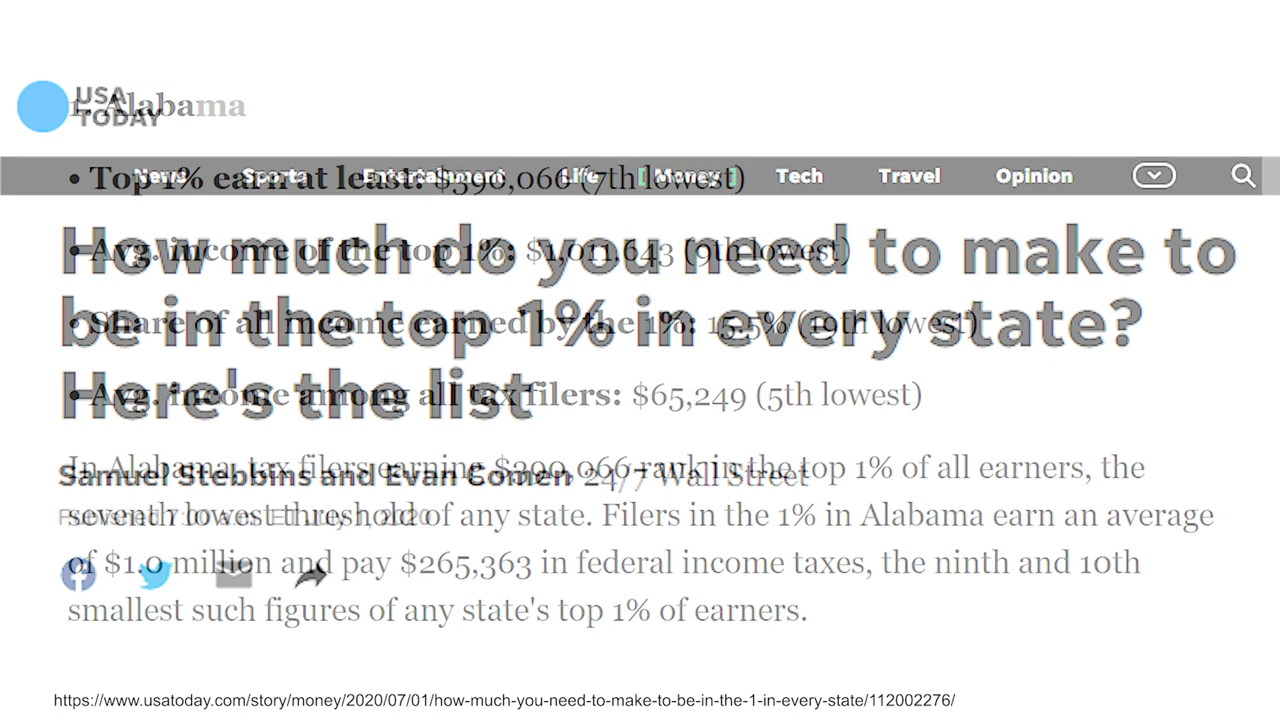 USA
TODAY
1. Alabama
News Sports Entertainment Life Money Tech Travel Opinion
• Top 1% earn at least: $390,066 (7th lowest)
How much do you need to make to
be in the top 1% in every state?
Here's the list
• Avg. income of the top 1%: $1,011,643 (9th lowest)
• Share of all income earned by the 1%: 15.5% (19th lowest)
• Avg. income among all tax filers: $65,249 (5th lowest)
Samuel Stebbins and Evan Comen 24/7 Wall Street
Published 7:00 a.m. ET July 1, 2020
In Alabama, tax filers earning $390,066 rank in the top 1% of all earners, the
seventh lowest threshold of any state. Filers in the 1% in Alabama earn an average
of $1.0 million and pay $265,363 in federal income taxes, the ninth and 10th
smallest such figures of any state's top 1% of earners.
https://www.usatoday.com/story/money/2020/07/01/how-much-you-need-to-make-to-be-in-the-1-in-every-state/112002276/